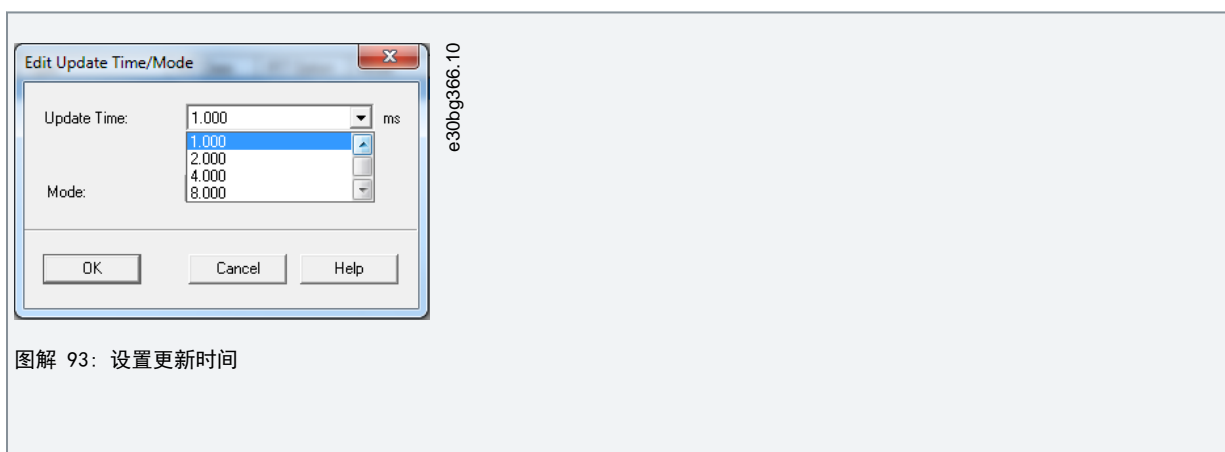 Edit Update Time/Mode
Update Time:
1.000
ms
1.000
2.000
4.000
8.000
Mode:
OK
Cancel
Help
e30bg366.10
图解 93: 设置更新时间